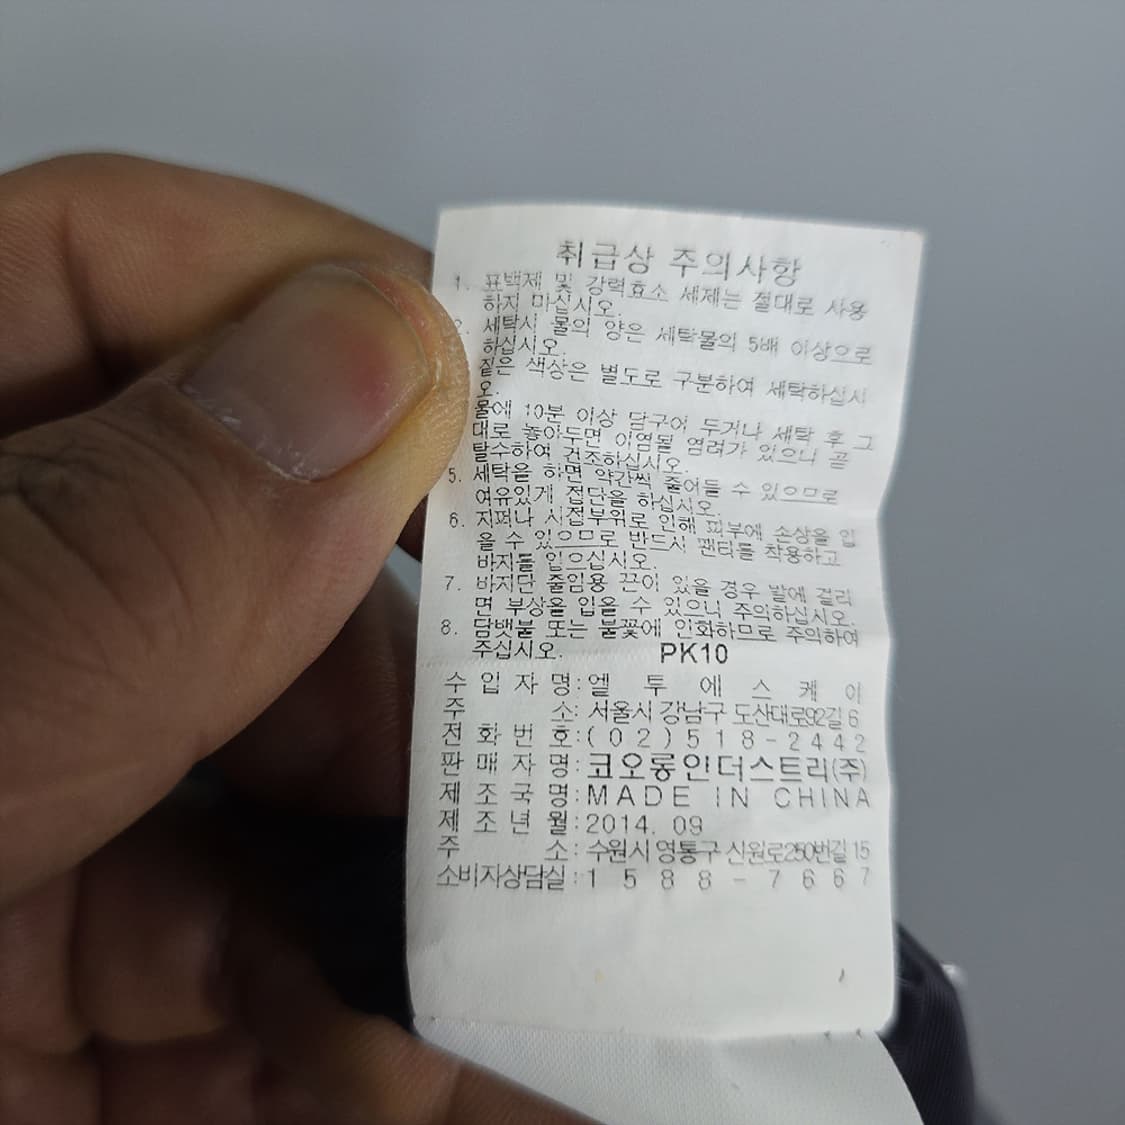 취급상 주의사항
1. 표백제 및 강력효소 세제는 절대로 사용
하지 마십시오.
2. 세탁시 물의 양은 세탁물의 5배 이상으로
하십시오.
짙은 색상은 별도로 구분하여 세탁하십시
오.
물에 10분 이상 담구어 두거나 세탁 후 그
대로 놓아두면 이염될 염려가 있으니 곧
탈수하여 건조하십시오.
5. 세탁을 하면 약간씩 줄어들 수 있으므로
여유있게 접단을 하십시오.
6. 지퍼나 시접부위로 인해 피부에 손상을 입
을 수 있으므로 반드시 팬티를 착용하고
바지를 입으십시오.
7. 바지단 줄임용 끈이 있을 경우 발에 걸리
면 부상을 입을 수 있으니 주의하십시오.
8. 담뱃불 또는 불꽃에 인화하므로 주의하여
주십시오. PK10
수입자명:엘투에스케이
주소:서울시 강남구 도산대로92길 6
전화번호:(02)518-2442
판매자명:코오롱인더스트리(주)
제조국명:MADE IN CHINA
제조년월:2014. 09
주소:수원시 영통구 신원로250번길 15
소비자상담실:1588-7667